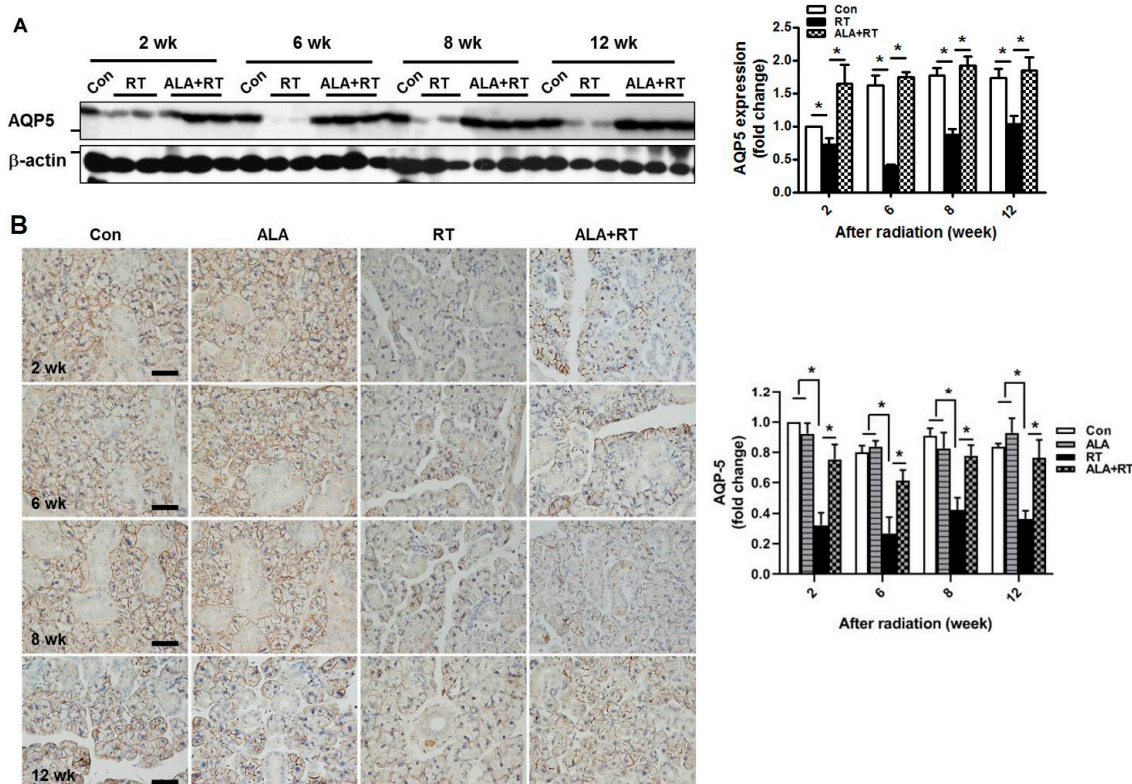 A
2 wk
6 wk
8 wk
12 wk
Con
RT
ALA+RT
Con
RT
ALA+RT
Con
RT
ALA+RT
Con
RT
ALA+RT
AQP5
β-actin
Con
RT
ALA+RT
AQP5 expression
(fold change)
2.5
2.0
1.5
1.0
0.5
0.0
* * * * * * * *
2 6 8 12
After radiation (week)
B
Con ALA RT ALA+RT
2 wk
6 wk
8 wk
12 wk
AQP-5
(fold change)
1.2
1.0
0.8
0.6
0.4
0.2
0.0
* * * * * * * *
2 6 8 12
After radiation (week)
Con
ALA
RT
ALA+RT